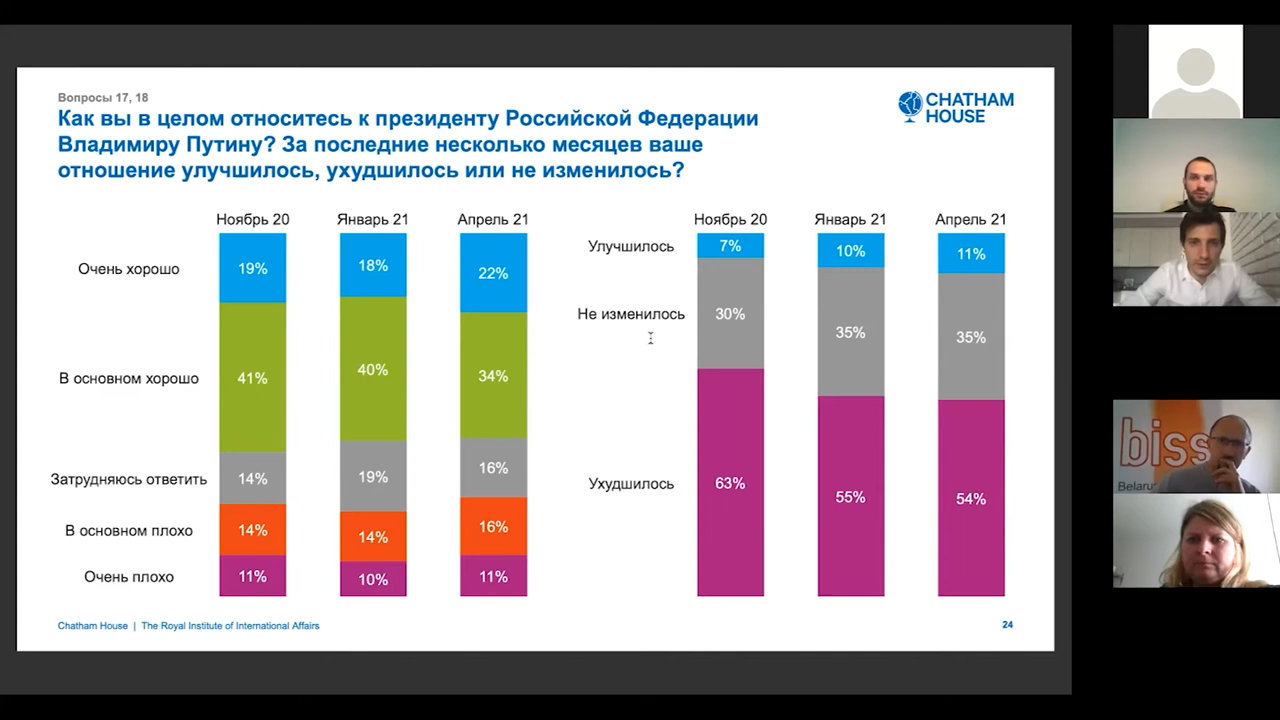 Вопросы 17, 18
Как вы в целом относитесь к президенту Российской Федерации
Владимиру Путину? За последние несколько месяцев ваше
отношение улучшилось, ухудшилось или не изменилось?
CHATHAM
HOUSE
Ноябрь 20
Январь 21
Апрель 21
Очень хорошо
19%
18%
22%
В основном хорошо
41%
40%
34%
Затрудняюсь ответить
14%
19%
16%
В основном плохо
14%
14%
16%
Очень плохо
11%
10%
11%
Ноябрь 20
Январь 21
Апрель 21
Улучшилось
7%
10%
11%
Не изменилось
30%
35%
35%
Ухудшилось
63%
55%
54%
Chatham House | The Royal Institute of International Affairs
24
biss
Belaru